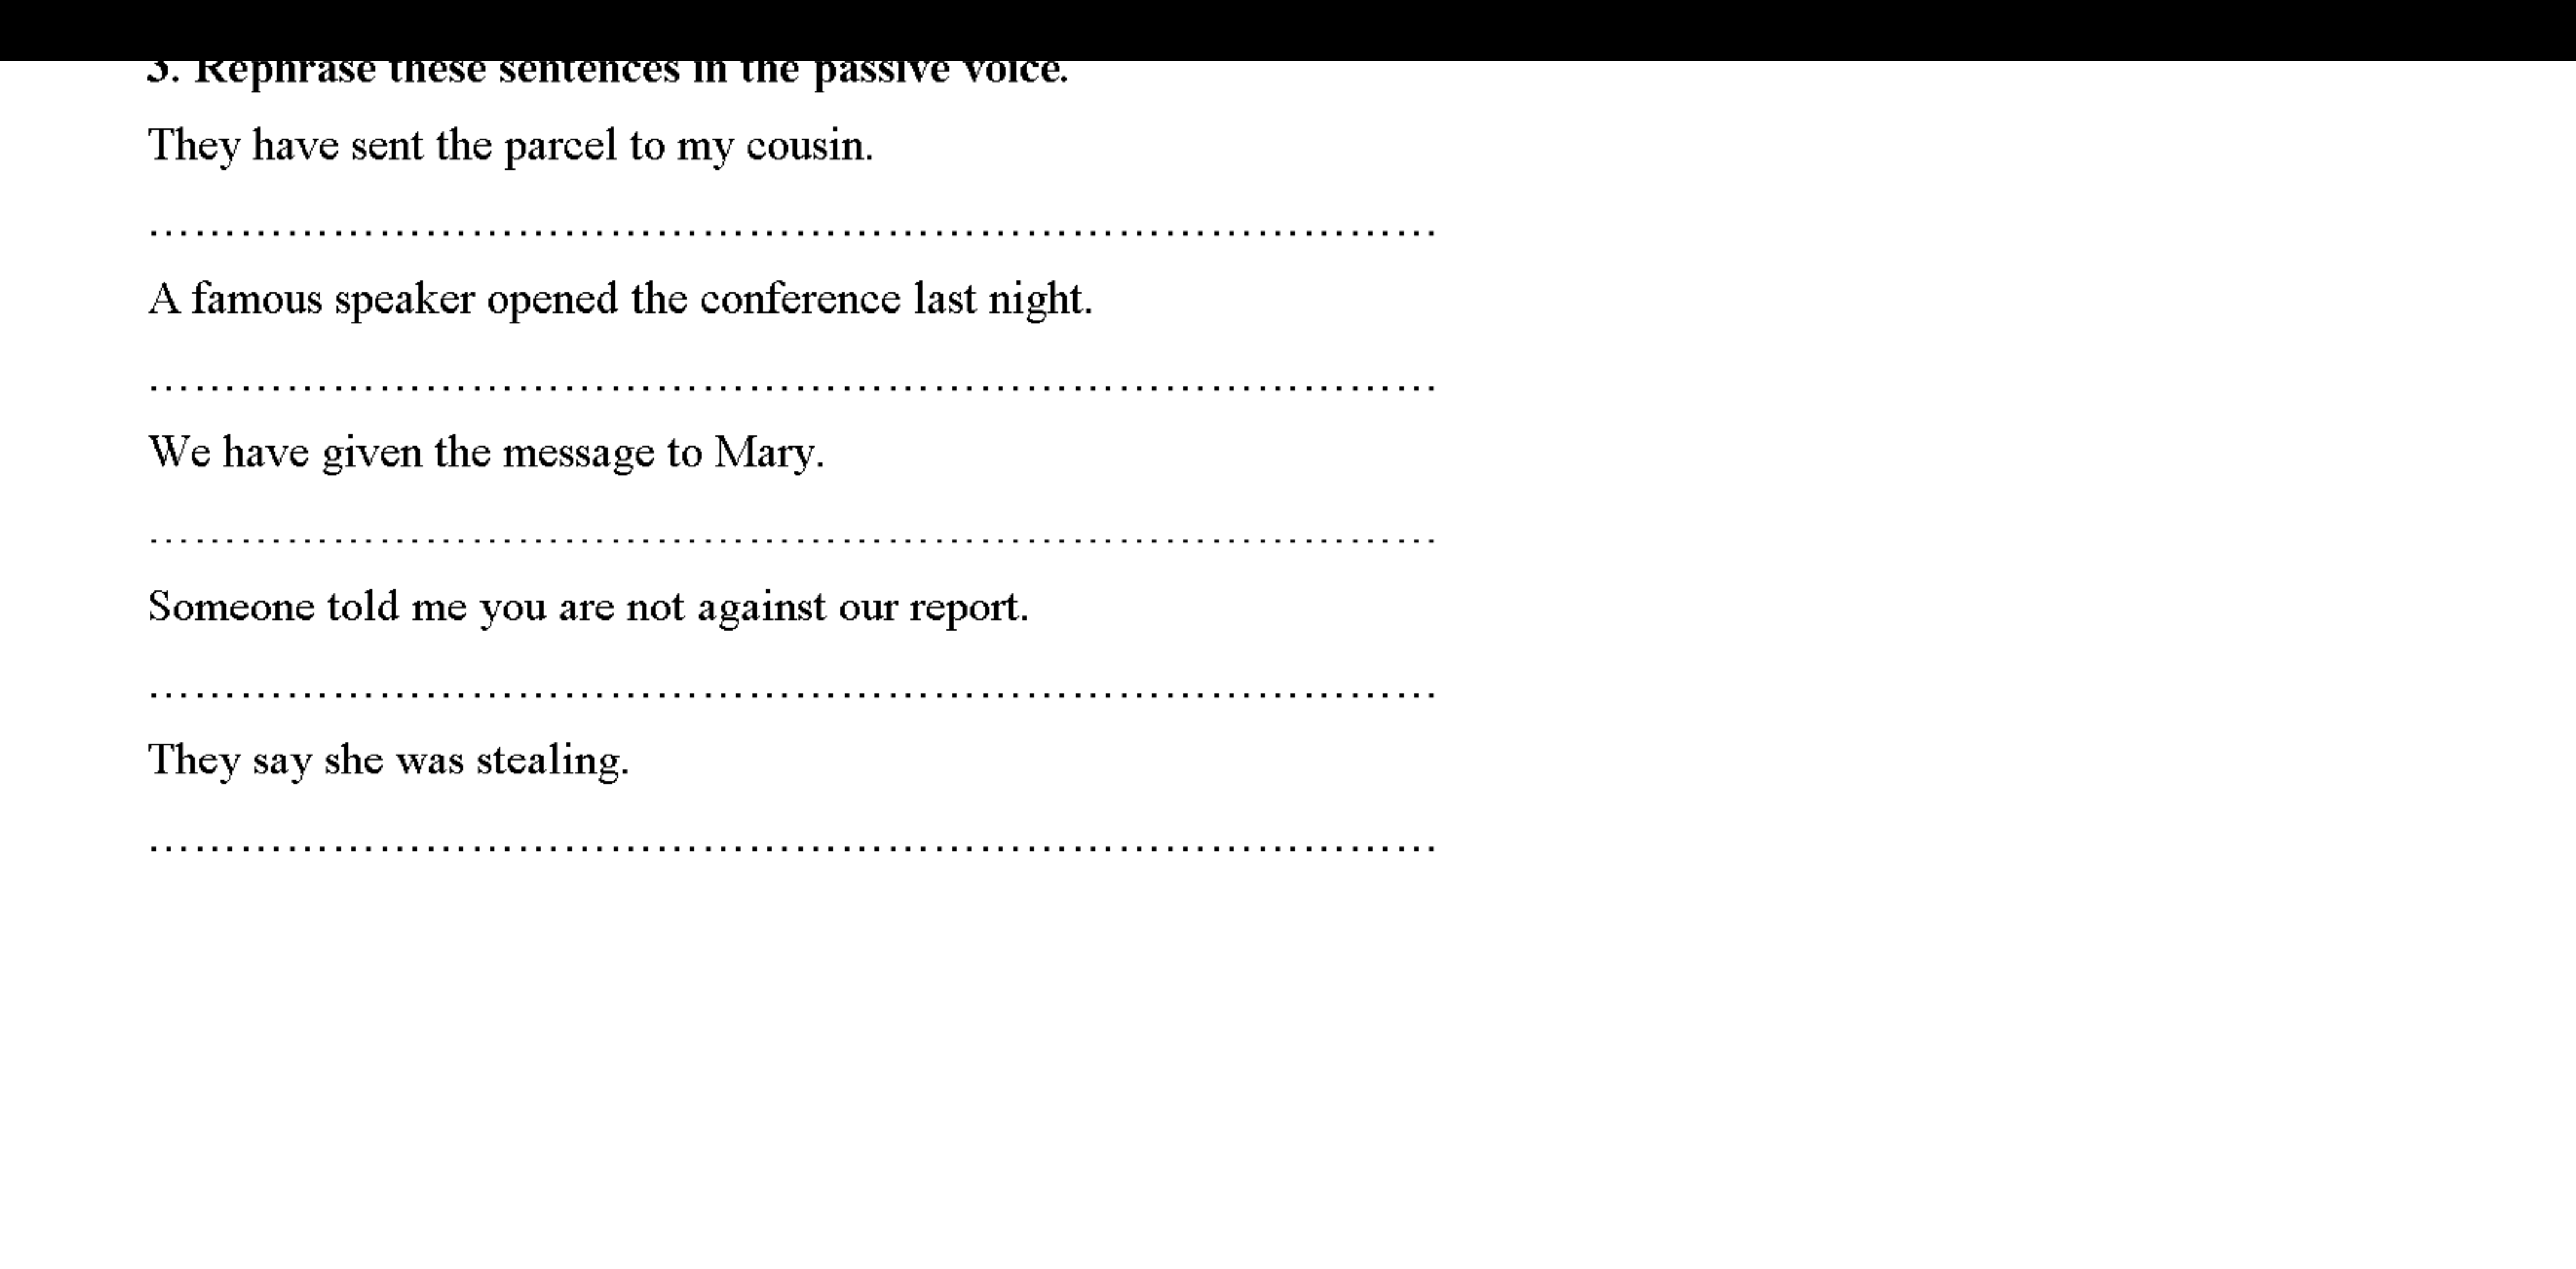 3. Rephrase these sentences in the passive voice.
They have sent the parcel to my cousin.
....................................................................................
A famous speaker opened the conference last night.
....................................................................................
We have given the message to Mary.
....................................................................................
Someone told me you are not against our report.
....................................................................................
They say she was stealing.
....................................................................................